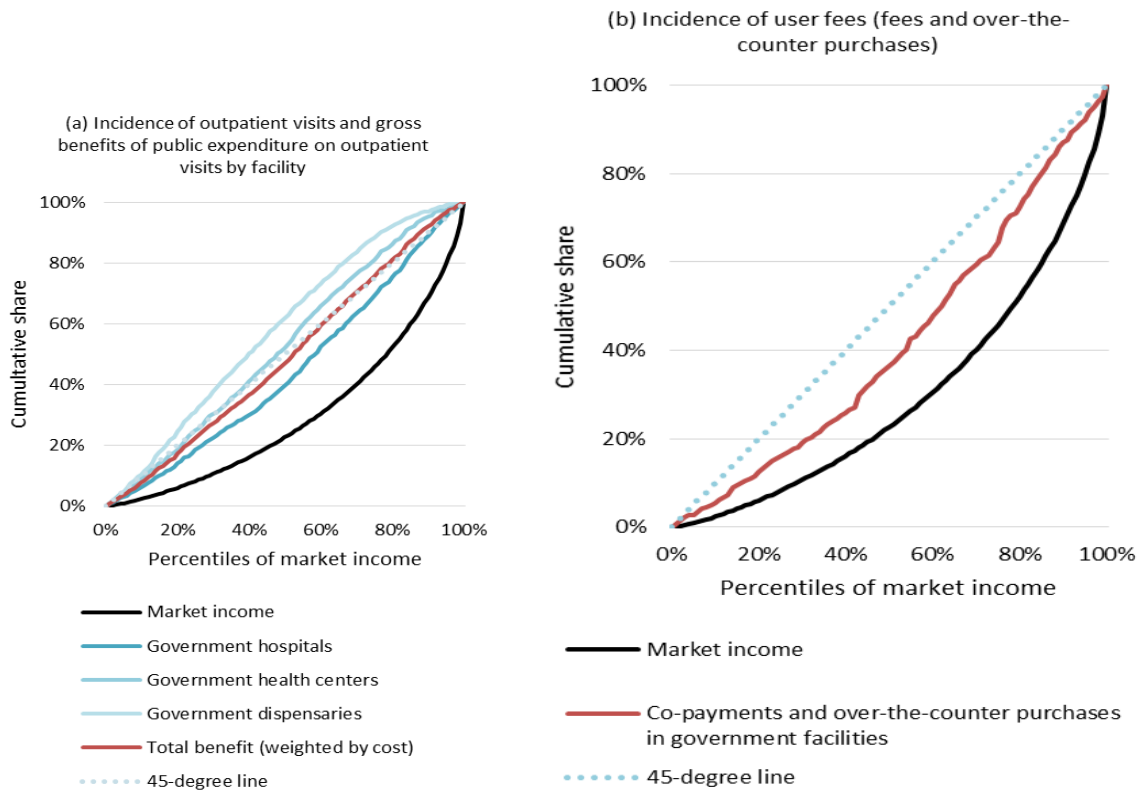 (a) Incidence of outpatient visits and gross
benefits of public expenditure on outpatient
visits by facility
100%
80%
60%
40%
20%
0%
Cumultative share
0% 20% 40% 60% 80% 100%
Percentiles of market income
Market income
Government hospitals
Government health centers
Government dispensaries
Total benefit (weighted by cost)
45-degree line
(b) Incidence of user fees (fees and over-the-
counter purchases)
100%
80%
60%
40%
20%
0%
Cumulative share
0% 20% 40% 60% 80% 100%
Percentiles of market income
Market income
Co-payments and over-the-counter purchases
in government facilities
45-degree line